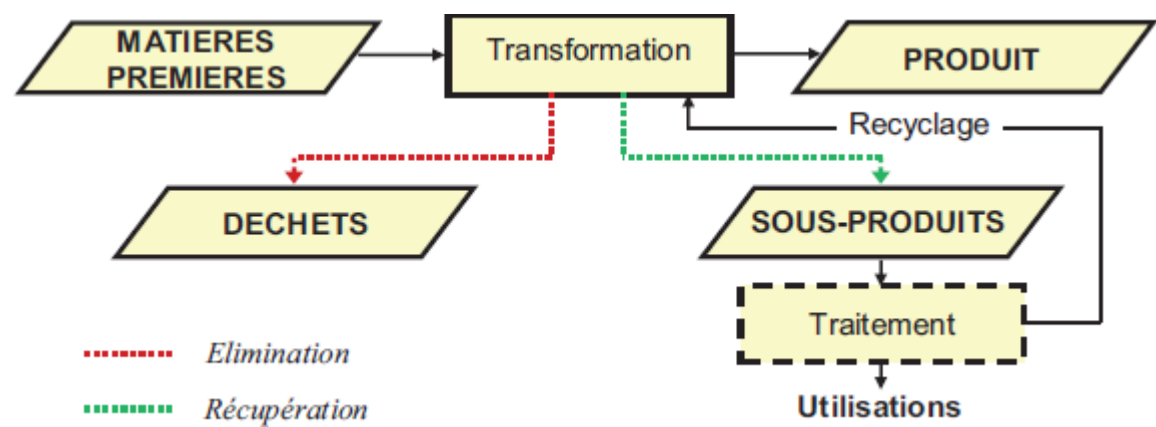 MATIERES
PREMIERES
Transformation
PRODUIT
Recyclage
DECHETS
SOUS-PRODUITS
Traitement
Elimination
Récupération
Utilisations